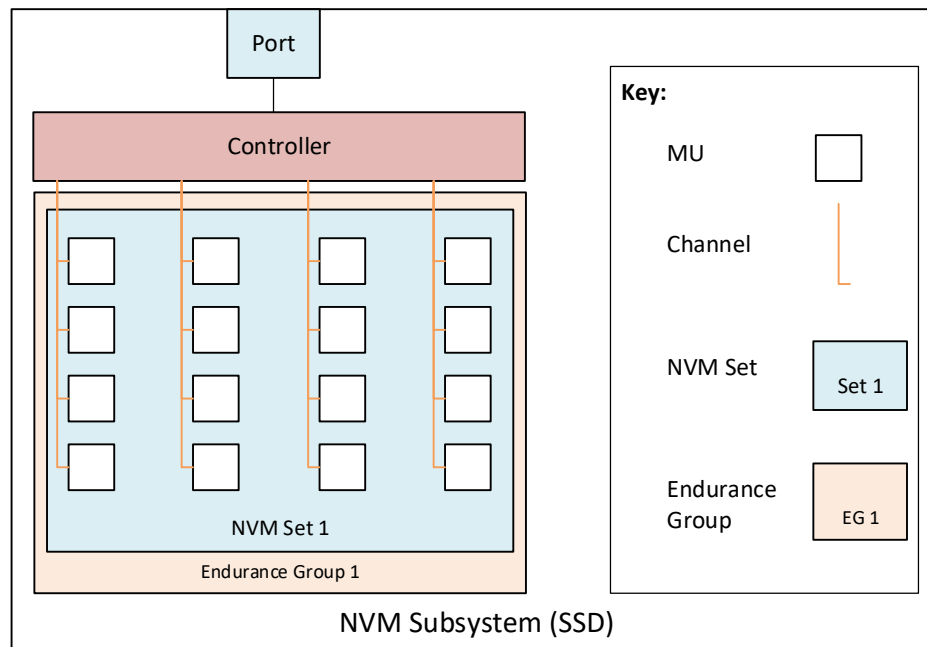 Port
Controller
NVM Set 1
Endurance Group 1
NVM Subsystem (SSD)
Key:
MU
Channel
NVM Set
Set 1
Endurance
Group
EG 1